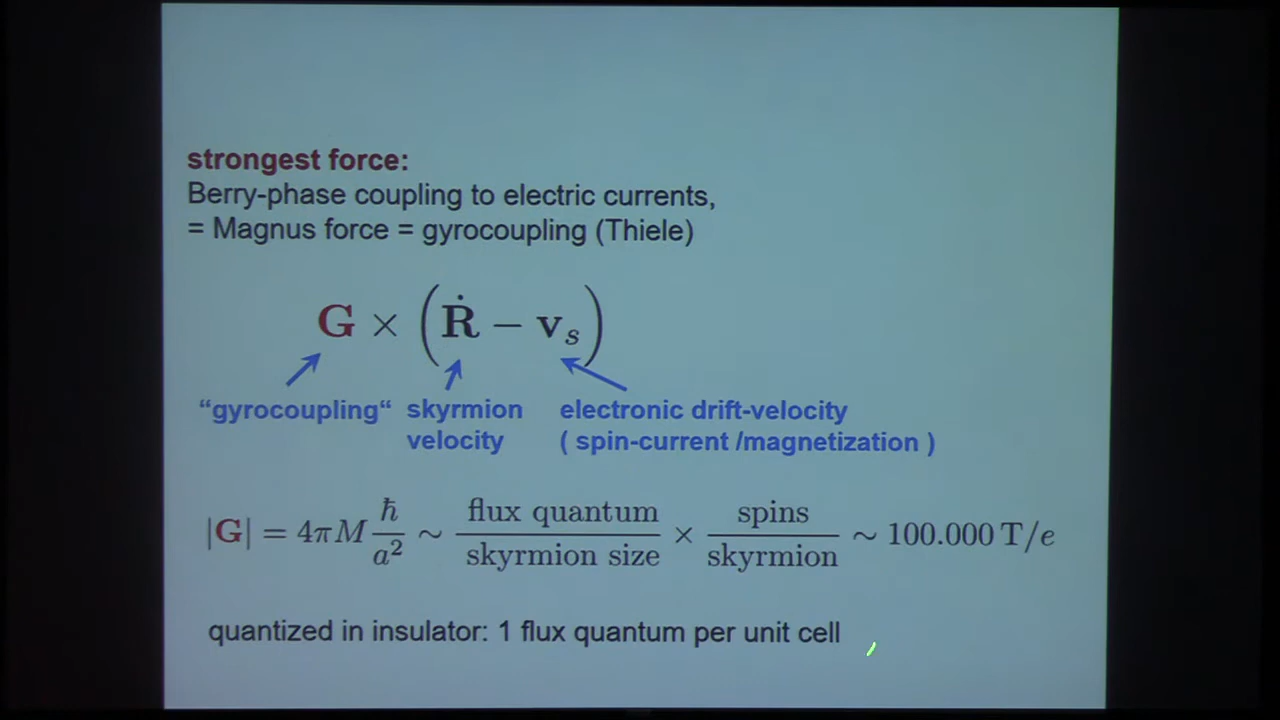 strongest force:
Berry-phase coupling to electric currents,
= Magnus force = gyrocoupling (Thiele)
G × (Ṙ − v_s)
“gyrocoupling“ skyrmion velocity electronic drift-velocity ( spin-current /magnetization )
|G| = 4πM ħ/a² ~ flux quantum/skyrmion size × spins/skyrmion ~ 100.000 T/e
quantized in insulator: 1 flux quantum per unit cell